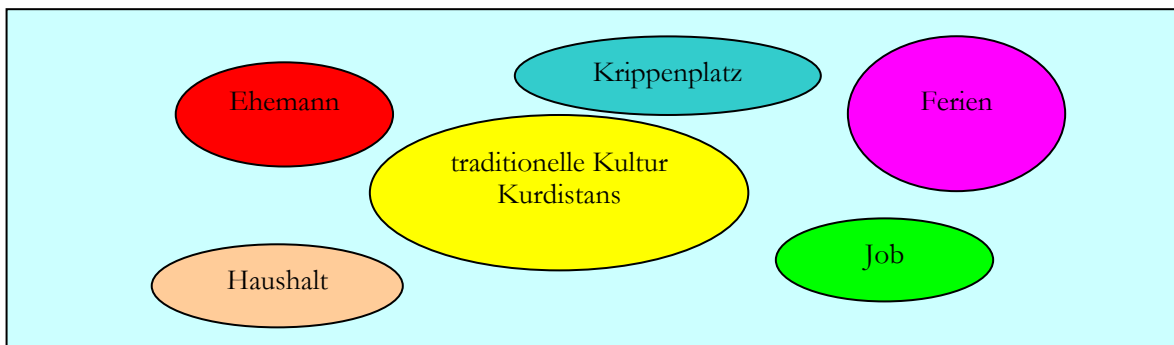 Krippenplatz
Ehemann
Ferien
traditionelle Kultur
Kurdistans
Haushalt
Job